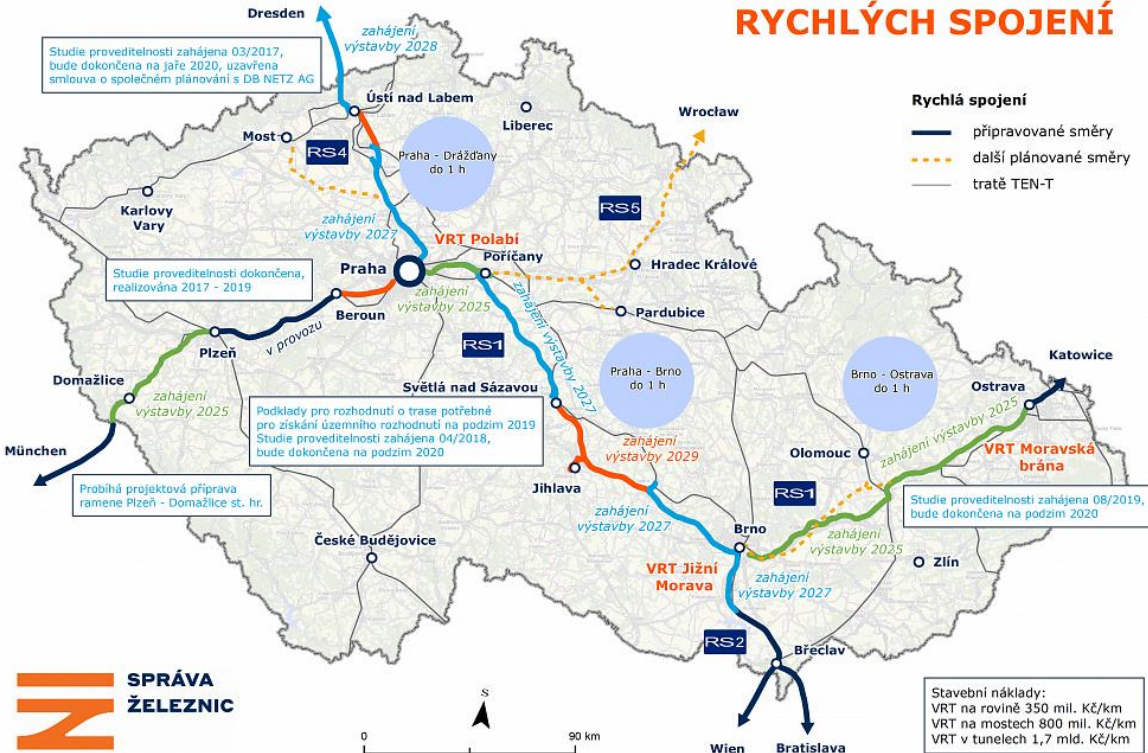 RYCHLÝCH SPOJENÍ
Dresden
zahájení
výstavby 2028
Studie proveditelnosti zahájena 03/2017,
bude dokončena na jaře 2020, uzavřena
smlouva o společném plánování s DB NETZ AG
Ústí nad Labem
Most
RS4
Liberec
Wrocław
Praha - Drážďany
do 1 h
Rychlá spojení
připravované směry
další plánované směry
tratě TEN-T
Karlovy
Vary
zahájení
výstavby 2027
RS5
VRT Polabí
Poříčany
Praha
Hradec Králové
Studie proveditelnosti dokončena,
realizována 2017 - 2019
Beroun
zahájení
výstavby 2025
zahájení výstavby 2027
Pardubice
v provozu
Plzeň
RS1
Praha - Brno
do 1 h
Brno - Ostrava
do 1 h
Katowice
Domažlice
zahájení
výstavby 2025
Světlá nad Sázavou
Ostrava
Podklady pro rozhodnutí o trase potřebné
pro získání územního rozhodnutí na podzim 2019
Studie proveditelnosti zahájena 04/2018,
bude dokončena na podzim 2020
zahájení
výstavby 2029
zahájení výstavby 2025
Olomouc
VRT Moravská
brána
München
Jihlava
RS1
Probíhá projektová příprava
ramene Plzeň - Domažlice st. hr.
Studie proveditelnosti zahájena 08/2019,
bude dokončena na podzim 2020
zahájení
výstavby 2027
Brno
zahájení
výstavby 2025
České Budějovice
Zlín
VRT Jižní
Morava
zahájení
výstavby 2027
RS2
Břeclav
SPRÁVA
ŽELEZNIC
S
0
90 km
Wien
Bratislava
Stavební náklady:
VRT na rovině 350 mil. Kč/km
VRT na mostech 800 mil. Kč/km
VRT v tunelech 1,7 mld. Kč/km